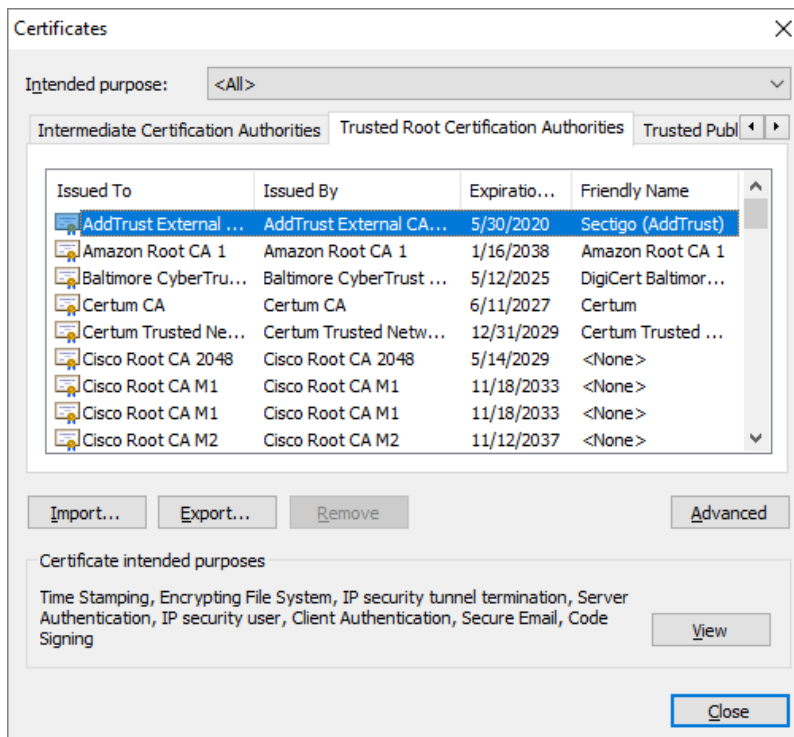 Certificates
Intended purpose: <All>
Intermediate Certification Authorities Trusted Root Certification Authorities Trusted Publ
Issued To Issued By Expiratio... Friendly Name
AddTrust External ... AddTrust External CA... 5/30/2020 Sectigo (AddTrust)
Amazon Root CA 1 Amazon Root CA 1 1/16/2038 Amazon Root CA 1
Baltimore CyberTru... Baltimore CyberTrust ... 5/12/2025 DigiCert Baltimor...
Certum CA Certum CA 6/11/2027 Certum
Certum Trusted Ne... Certum Trusted Netw... 12/31/2029 Certum Trusted ...
Cisco Root CA 2048 Cisco Root CA 2048 5/14/2029 <None>
Cisco Root CA M1 Cisco Root CA M1 11/18/2033 <None>
Cisco Root CA M1 Cisco Root CA M1 11/18/2033 <None>
Cisco Root CA M2 Cisco Root CA M2 11/12/2037 <None>
Import... Export... Remove Advanced
Certificate intended purposes
Time Stamping, Encrypting File System, IP security tunnel termination, Server
Authentication, IP security user, Client Authentication, Secure Email, Code
Signing
View
Close